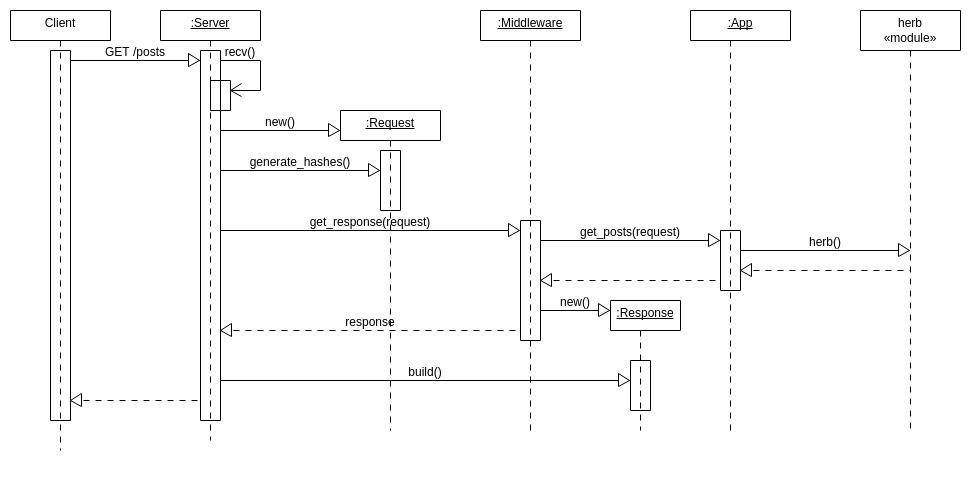 Client
:Server
:Middleware
:App
herb
«module»
GET /posts
recv()
new()
:Request
generate_hashes()
get_response(request)
get_posts(request)
herb()
new()
:Response
response
build()